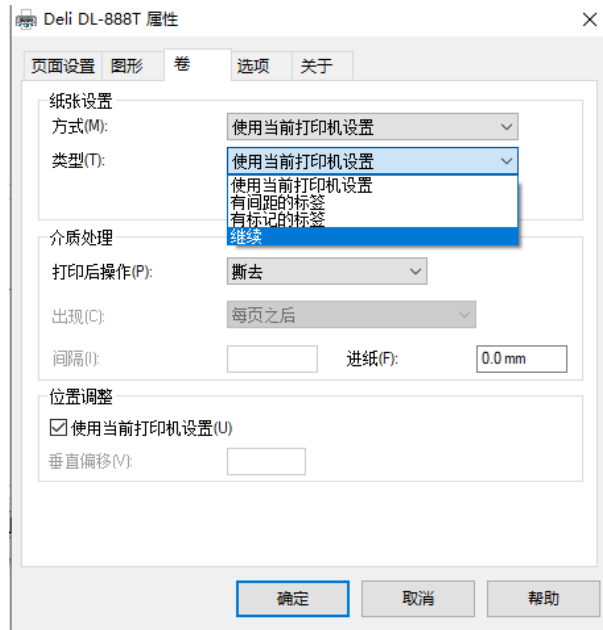 Deli DL-888T 属性
页面设置 图形 卷 选项 关于
纸张设置
方式(M): 使用当前打印机设置
类型(T): 使用当前打印机设置
使用当前打印机设置
有间距的标签
有标记的标签
继续
介质处理
打印后操作(P): 撕去
出现(C): 每页之后
间隔(I): 进纸(F): 0.0 mm
位置调整
使用当前打印机设置(U)
垂直偏移(V):
确定 取消 帮助